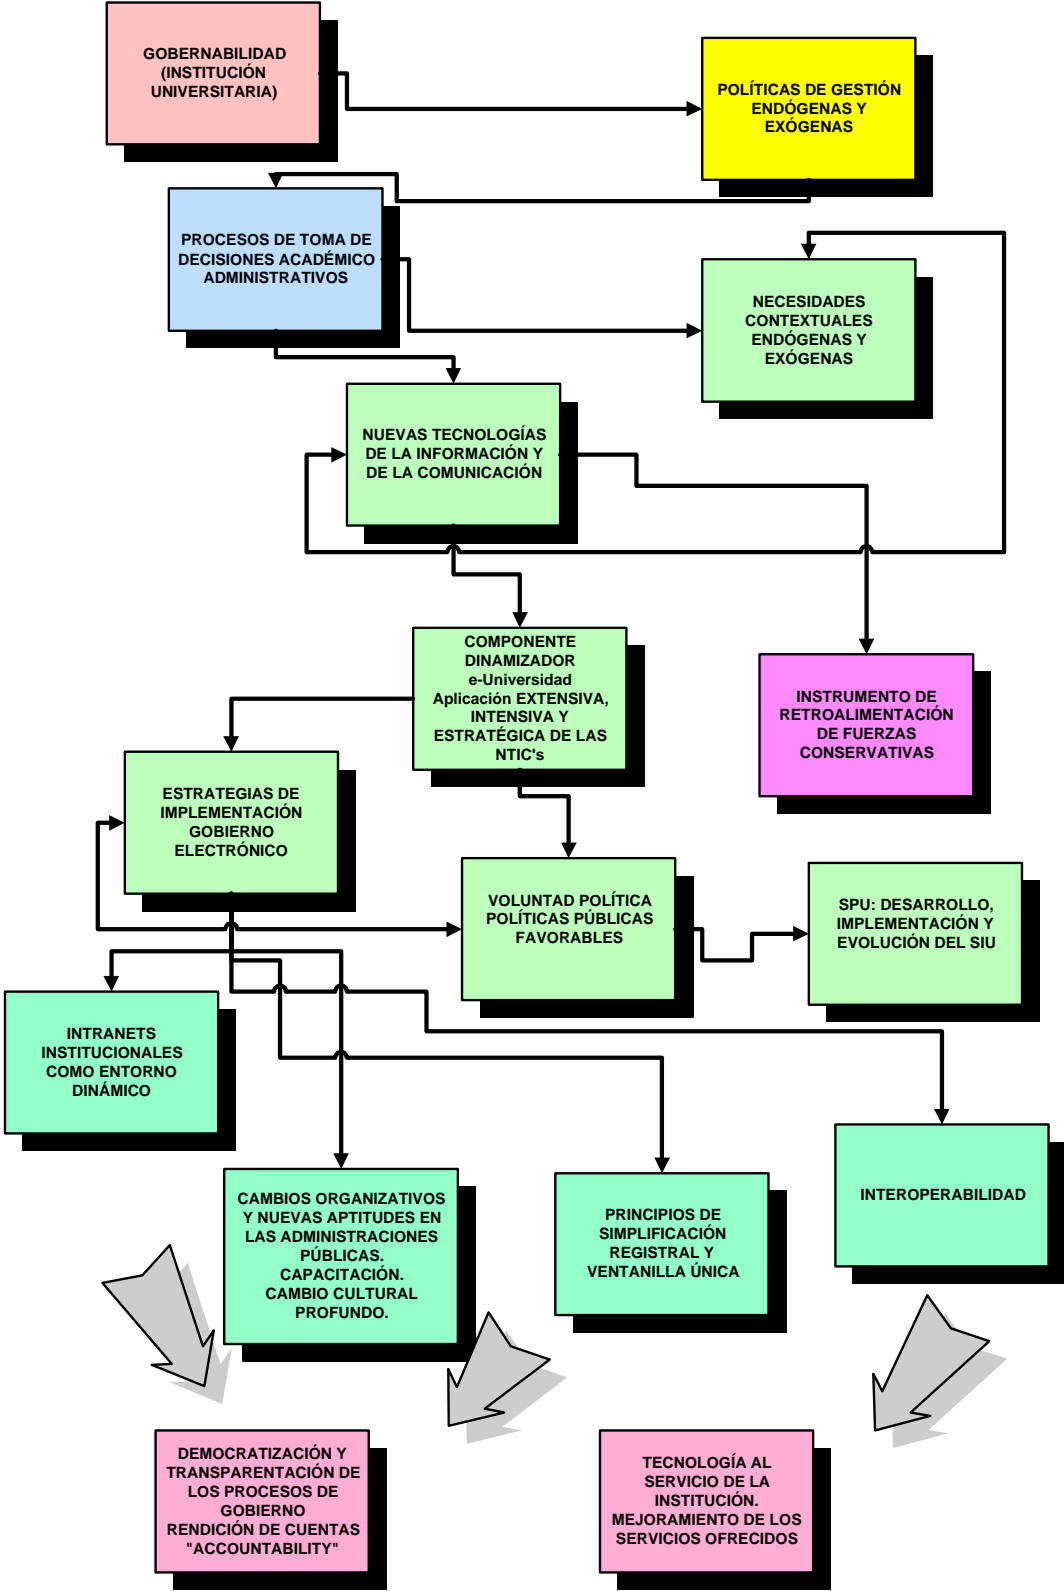 GOBERNABILIDAD
(INSTITUCIÓN
UNIVERSITARIA)
POLÍTICAS DE GESTIÓN
ENDÓGENAS Y
EXÓGENAS
PROCESOS DE TOMA DE
DECISIONES ACADÉMICO
ADMINISTRATIVOS
NECESIDADES
CONTEXTUALES
ENDÓGENAS Y
EXÓGENAS
NUEVAS TECNOLOGÍAS
DE LA INFORMACIÓN Y
DE LA COMUNICACIÓN
COMPONENTE
DINAMIZADOR
e-Universidad
Aplicación EXTENSIVA,
INTENSIVA Y
ESTRATÉGICA DE LAS
NTIC's
INSTRUMENTO DE
RETROALIMENTACIÓN
DE FUERZAS
CONSERVATIVAS
ESTRATEGIAS DE
IMPLEMENTACIÓN
GOBIERNO
ELECTRÓNICO
VOLUNTAD POLÍTICA
POLÍTICAS PÚBLICAS
FAVORABLES
SPU: DESARROLLO,
IMPLEMENTACIÓN Y
EVOLUCIÓN DEL SIU
INTRANETS
INSTITUCIONALES
COMO ENTORNO
DINÁMICO
CAMBIOS ORGANIZATIVOS
Y NUEVAS APTITUDES EN
LAS ADMINISTRACIONES
PÚBLICAS.
CAPACITACIÓN.
CAMBIO CULTURAL
PROFUNDO.
PRINCIPIOS DE
SIMPLIFICACIÓN
REGISTRAL Y
VENTANILLA ÚNICA
INTEROPERABILIDAD
DEMOCRATIZACIÓN Y
TRANSPARENTACIÓN DE
LOS PROCESOS DE
GOBIERNO
RENDICIÓN DE CUENTAS
"ACCOUNTABILITY"
TECNOLOGÍA AL
SERVICIO DE LA
INSTITUCIÓN.
MEJORAMIENTO DE LOS
SERVICIOS OFRECIDOS